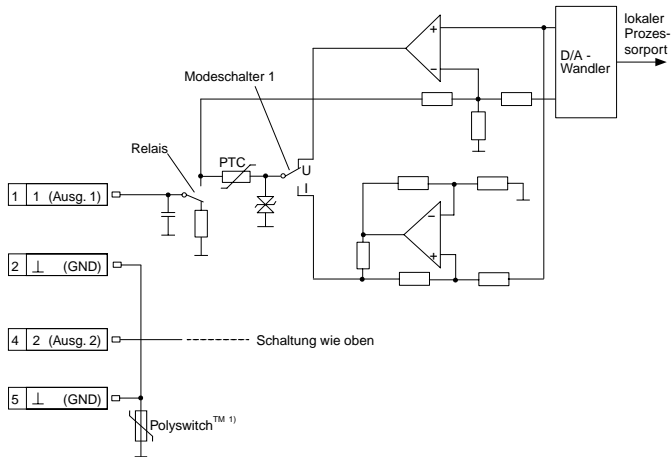 lokaler
Prozes-
sorport
D/A -
Wandler
+
−
Modeschalter 1
Relais
PTC
U
I
1 1 (Ausg. 1)
−
+
2 ⊥ (GND)
4 2 (Ausg. 2)
Schaltung wie oben
5 ⊥ (GND)
Polyswitch™ 1)